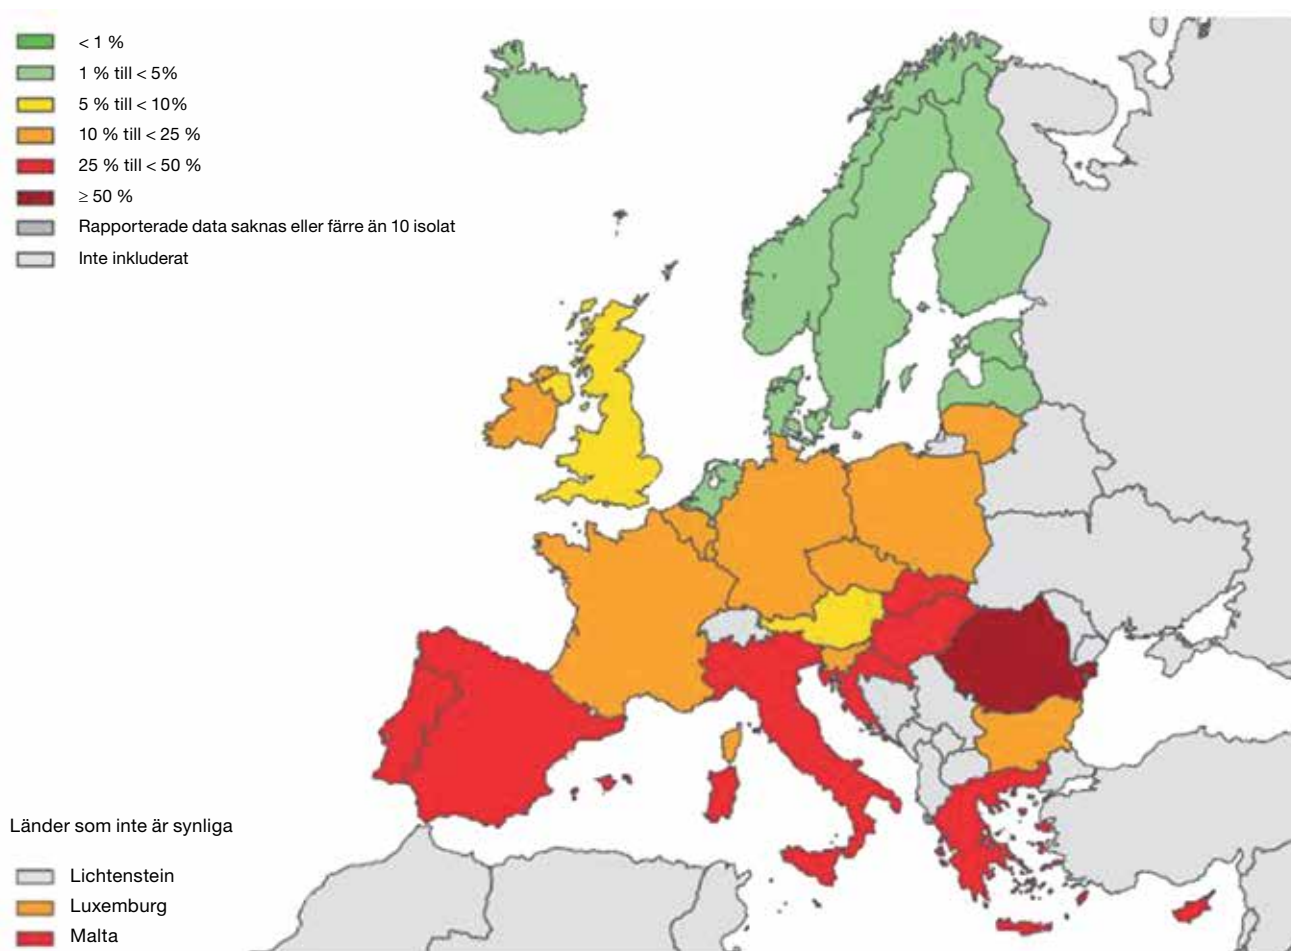 < 1 %
1 % till < 5%
5 % till < 10%
10 % till < 25 %
25 % till < 50 %
≥ 50 %
Rapporterade data saknas eller färre än 10 isolat
Inte inkluderat
Länder som inte är synliga
Lichtenstein
Luxemburg
Malta